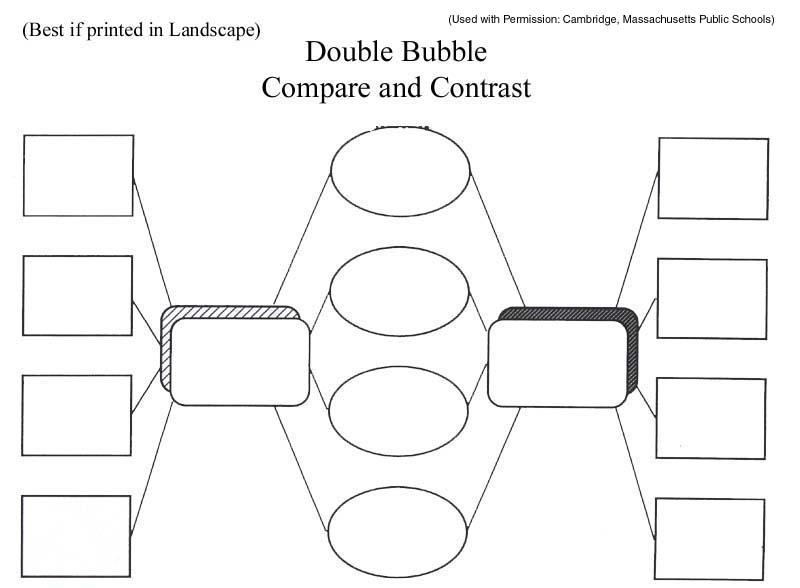 (Best if printed in Landscape)
(Used with Permission: Cambridge, Massachusetts Public Schools)
Double Bubble
Compare and Contrast